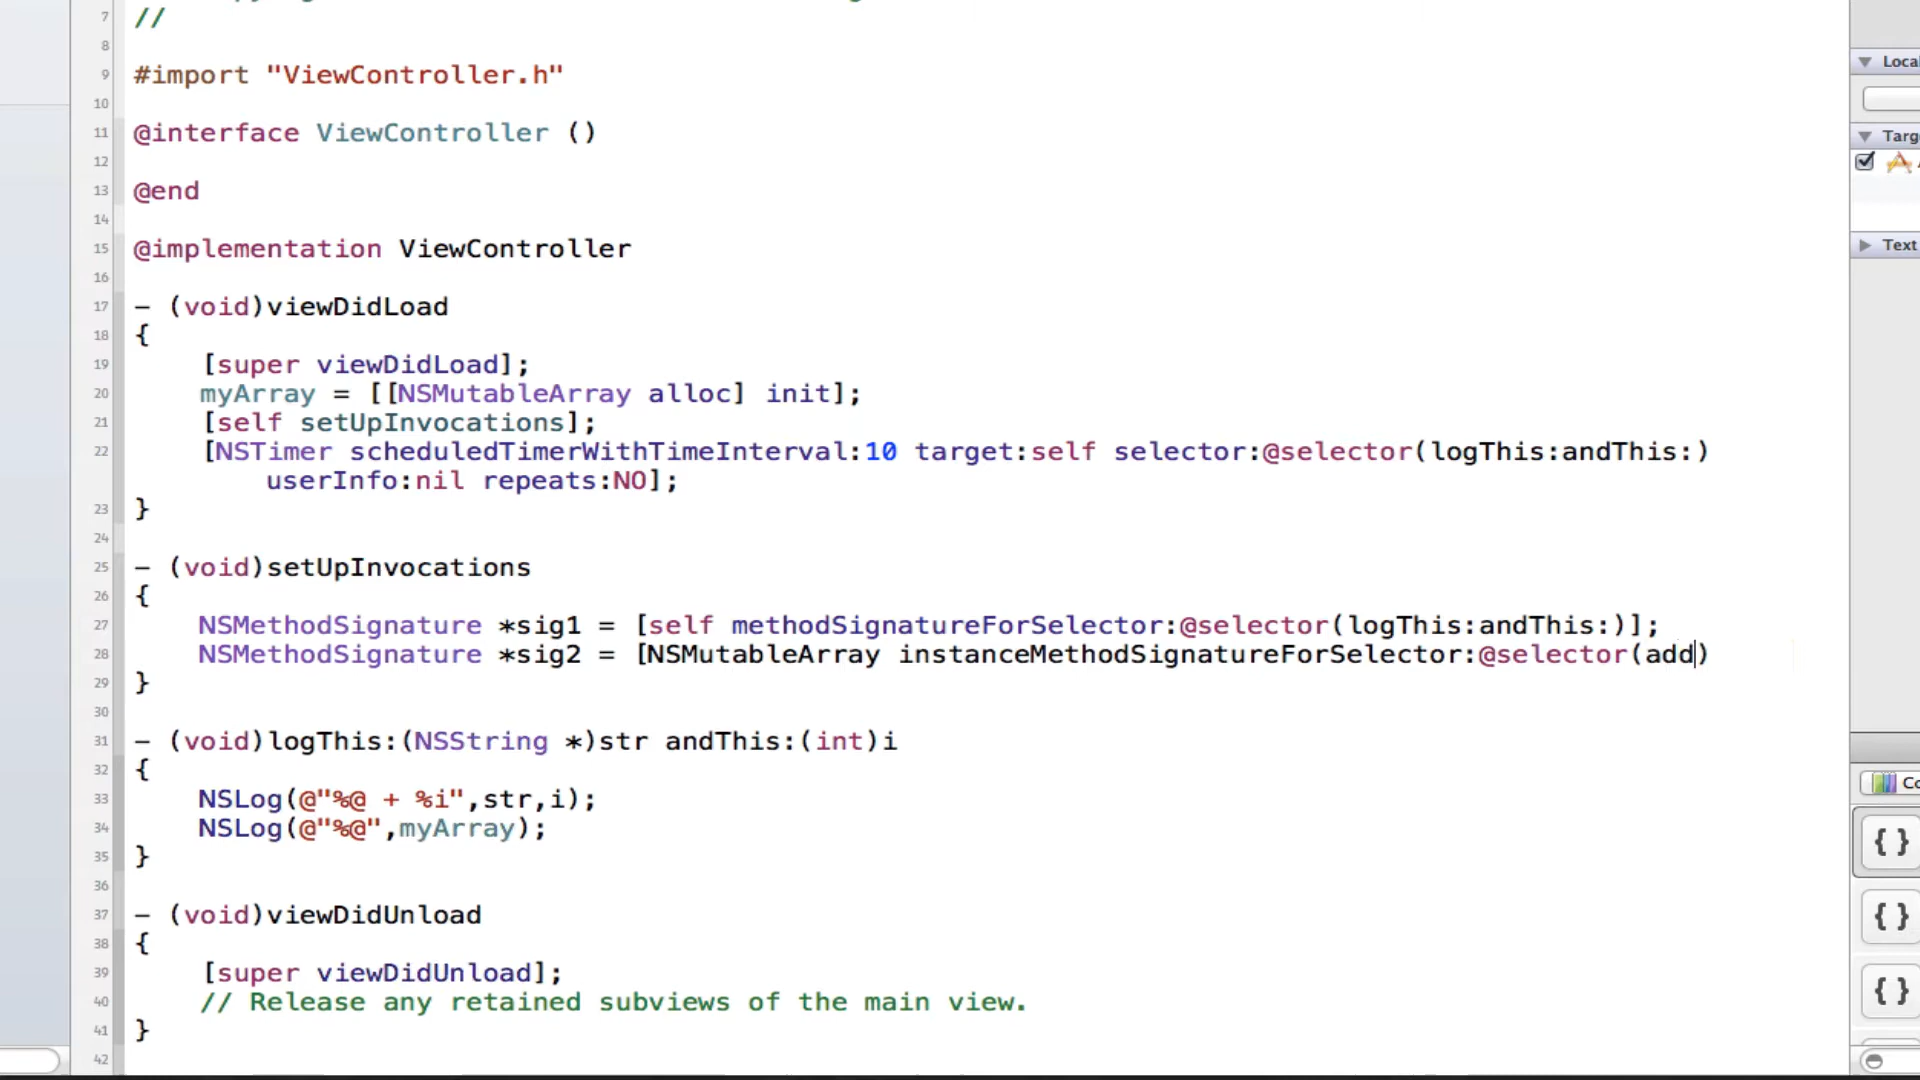 7 //
8
9 #import "ViewController.h"
10
11 @interface ViewController ()
12
13 @end
14
15 @implementation ViewController
16
17 – (void)viewDidLoad
18 {
19 [super viewDidLoad];
20 myArray = [[NSMutableArray alloc] init];
21 [self setUpInvocations];
22 [NSTimer scheduledTimerWithTimeInterval:10 target:self selector:@selector(logThis:andThis:)
userInfo:nil repeats:NO];
23 }
24
25 – (void)setUpInvocations
26 {
27 NSMethodSignature *sig1 = [self methodSignatureForSelector:@selector(logThis:andThis:)];
28 NSMethodSignature *sig2 = [NSMutableArray instanceMethodSignatureForSelector:@selector(add)
29 }
30
31 – (void)logThis:(NSString *)str andThis:(int)i
32 {
33 NSLog(@"%@ + %i",str,i);
34 NSLog(@"%@",myArray);
35 }
36
37 – (void)viewDidUnload
38 {
39 [super viewDidUnload];
40 // Release any retained subviews of the main view.
41 }
42
Loca
Targ
Text
Co
{ }
{ }
{ }